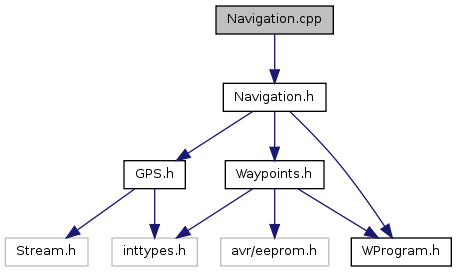 Navigation.cpp
Navigation.h
GPS.h
Waypoints.h
Stream.h
inttypes.h
avr/eeprom.h
WProgram.h